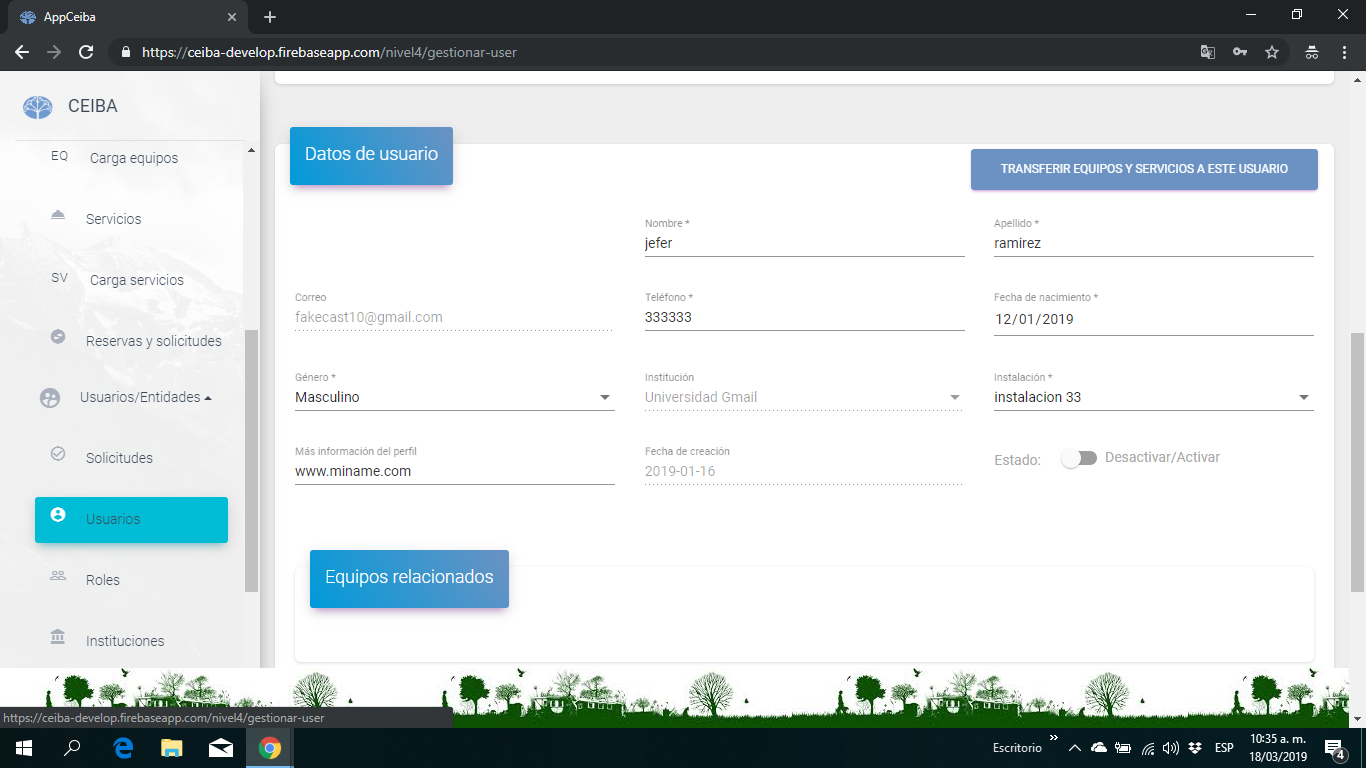 AppCeiba
https://ceiba-develop.firebaseapp.com/nivel4/gestionar-user
CEIBA
EQ Carga equipos
Servicios
SV Carga servicios
Reservas y solicitudes
Usuarios/Entidades
Solicitudes
Usuarios
Roles
Instituciones
Datos de usuario
TRANSFERIR EQUIPOS Y SERVICIOS A ESTE USUARIO
Nombre *
jefer
Apellido *
ramirez
Correo
fakecast10@gmail.com
Teléfono *
333333
Fecha de nacimiento *
12/01/2019
Género *
Masculino
Institución
Universidad Gmail
Instalación *
instalacion 33
Más información del perfil
www.miname.com
Fecha de creación
2019-01-16
Estado: Desactivar/Activar
Equipos relacionados
https://ceiba-develop.firebaseapp.com/nivel4/gestionar-user
Escritorio
ESP
10:35 a. m.
18/03/2019
4